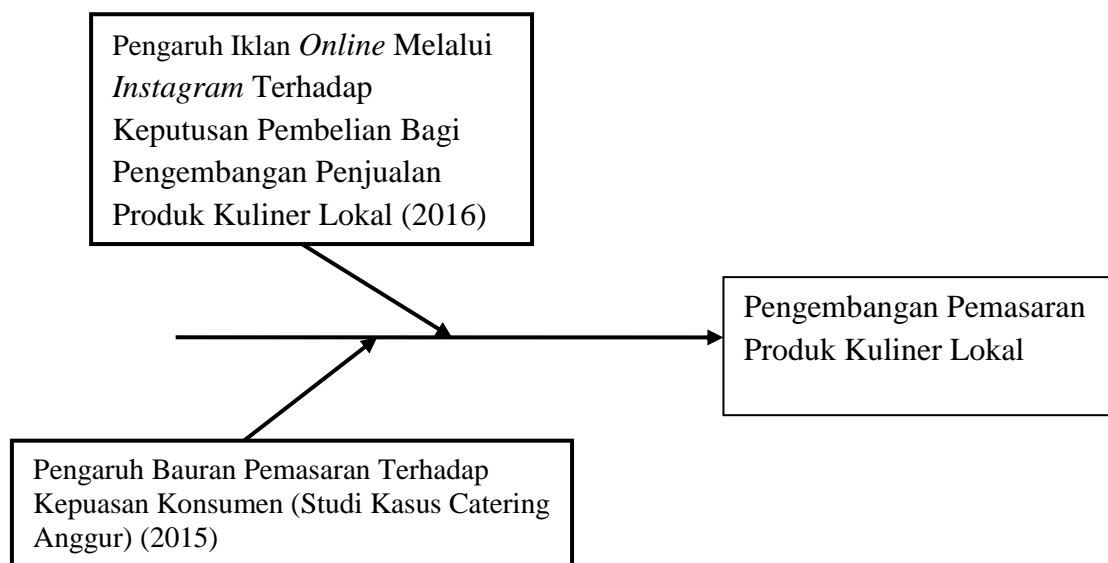 Pengaruh Iklan Online Melalui
Instagram Terhadap
Keputusan Pembelian Bagi
Pengembangan Penjualan
Produk Kuliner Lokal (2016)
Pengembangan Pemasaran
Produk Kuliner Lokal
Pengaruh Bauran Pemasaran Terhadap
Kepuasan Konsumen (Studi Kasus Catering
Anggur) (2015)